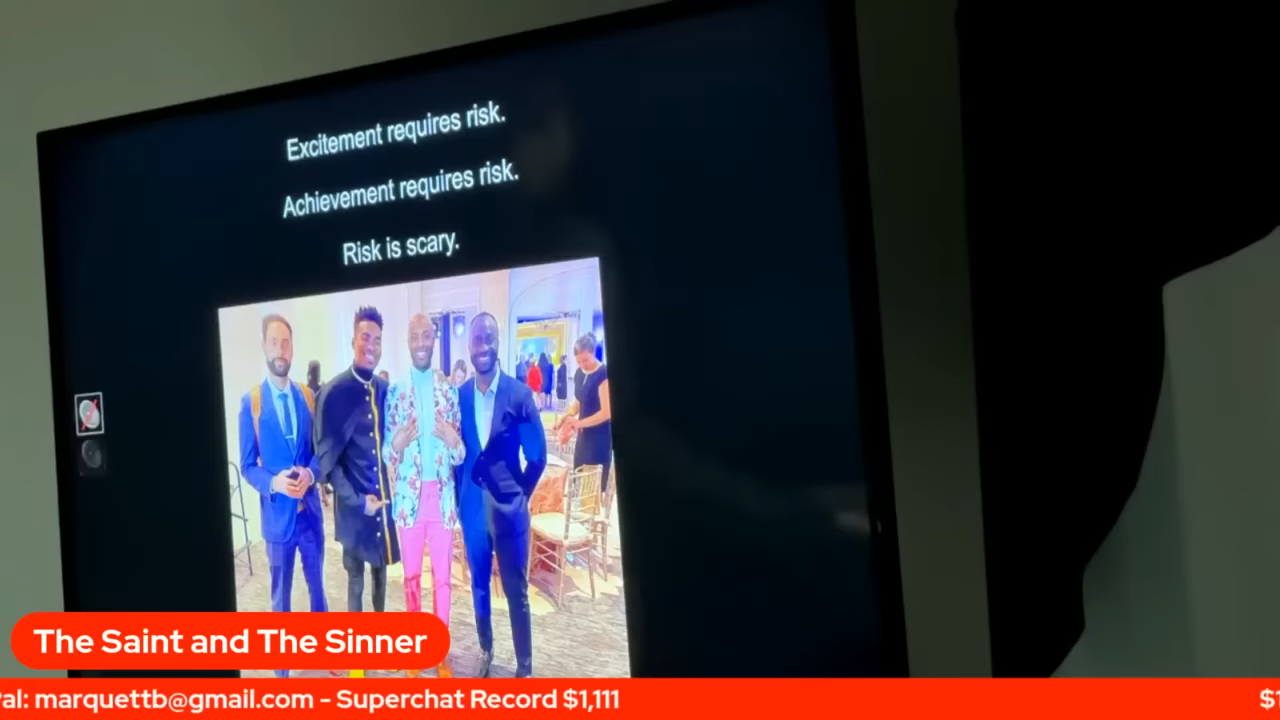 Excitement requires risk.
Achievement requires risk.
Risk is scary.
The Saint and The Sinner
Pal: marquettb@gmail.com - Superchat Record $1,111